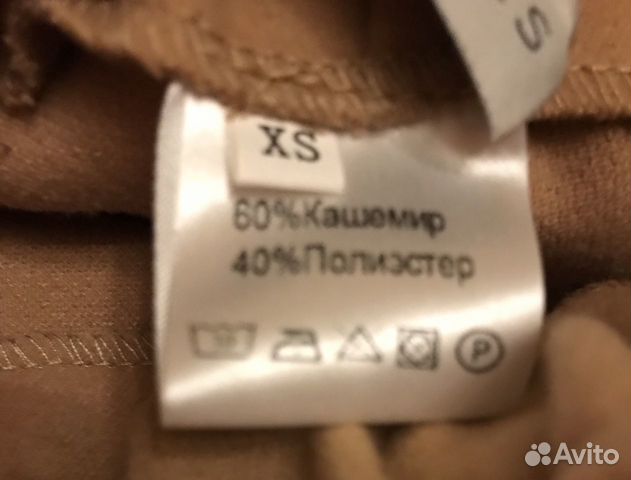 S
XS
60%Кашемир
40%Полиэстер
P
Avito